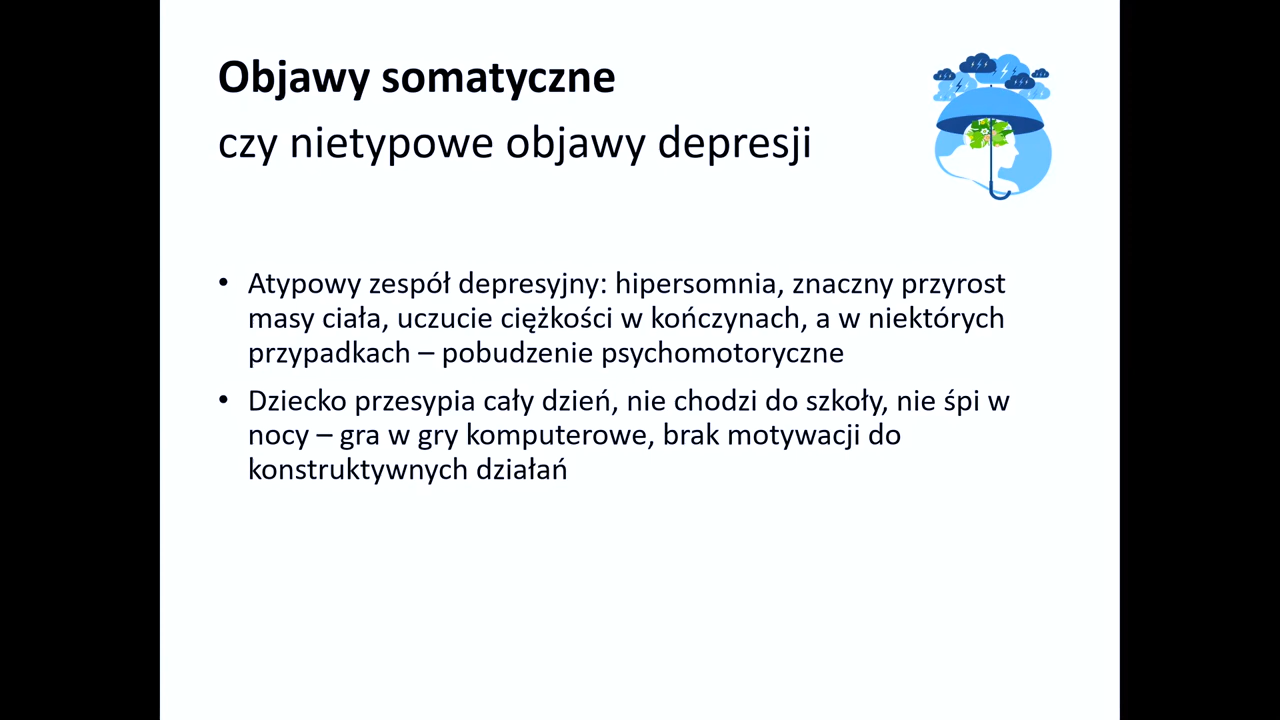 Objawy somatyczne
czy nietypowe objawy depresji
• Atypowy zespół depresyjny: hipersomnia, znaczny przyrost
masy ciała, uczucie ciężkości w kończynach, a w niektórych
przypadkach – pobudzenie psychomotoryczne
• Dziecko przesypia cały dzień, nie chodzi do szkoły, nie śpi w
nocy – gra w gry komputerowe, brak motywacji do
konstruktywnych działań